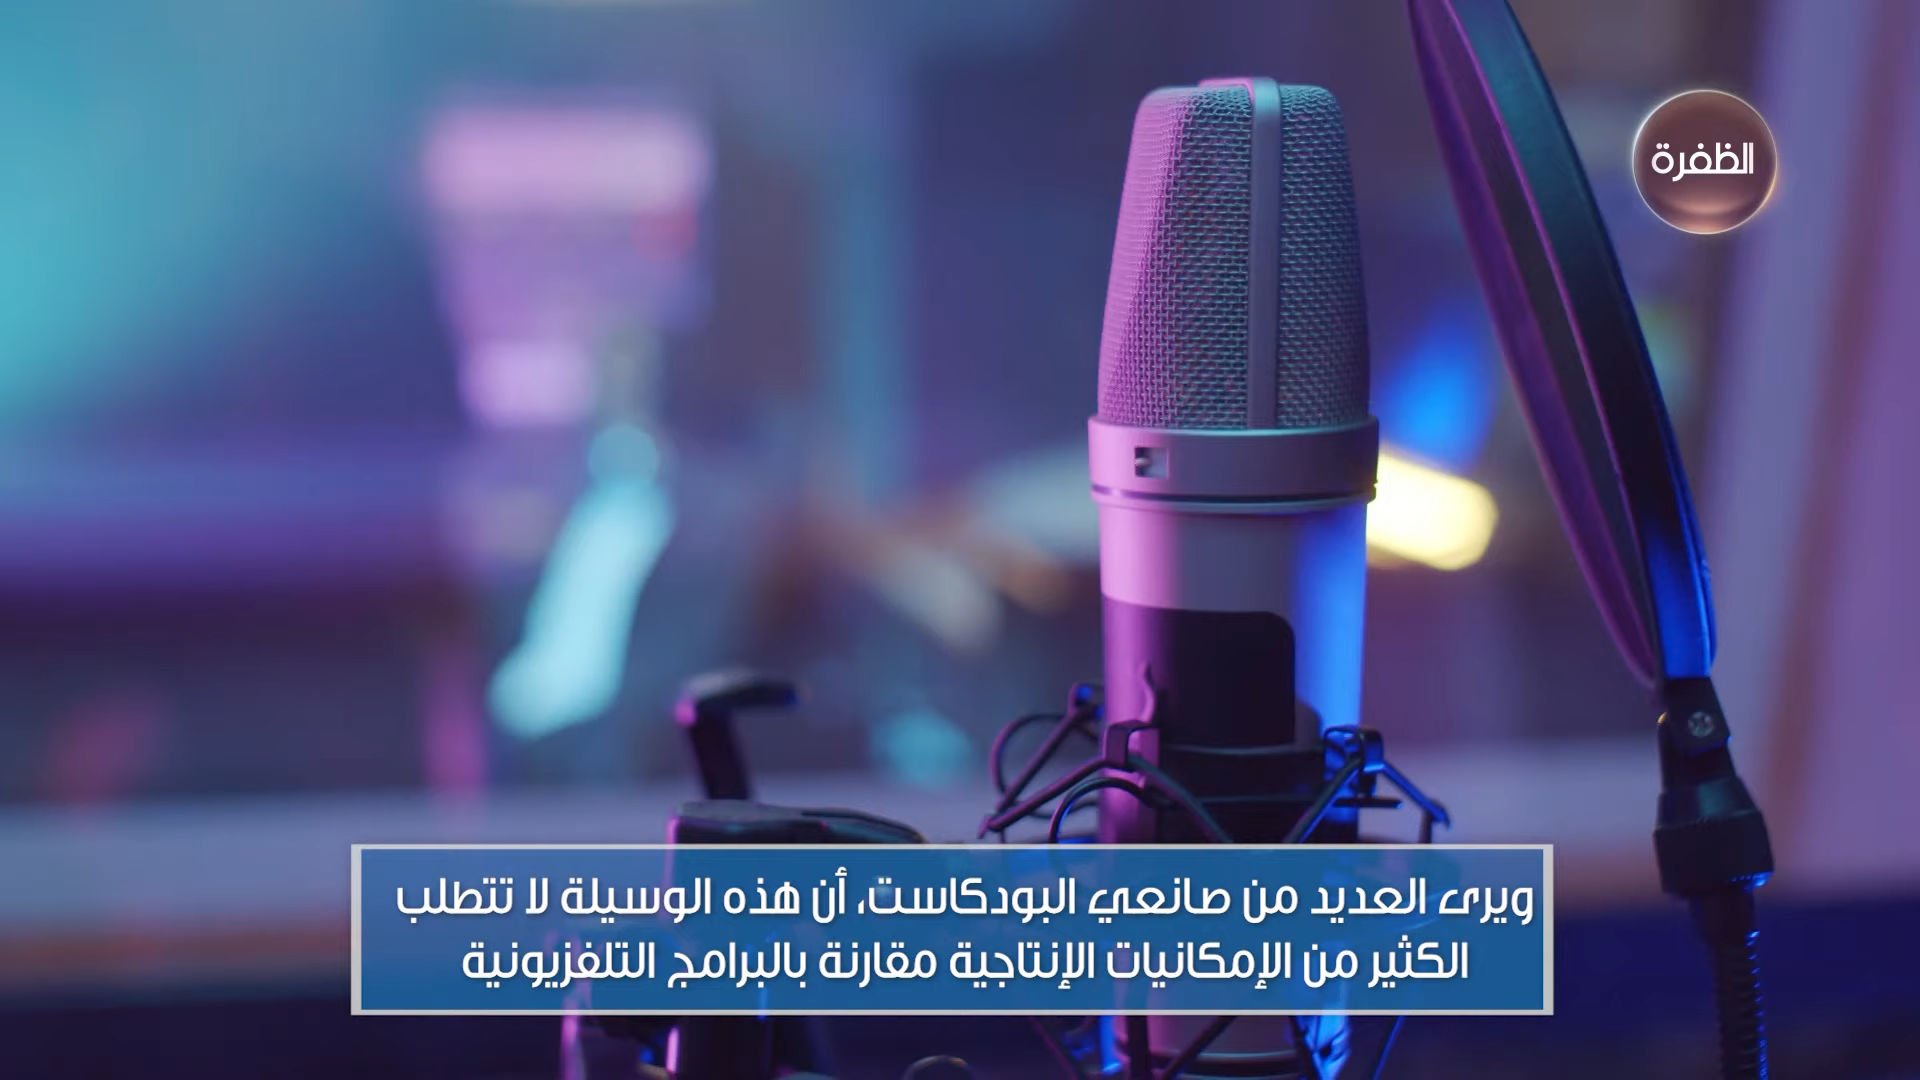 الظفرة
ويرى العديد من صانعي البودكاست، أن هذه الوسيلة لا تتطلب
الكثير من الإمكانيات الإنتاجية مقارنة بالبرامج التلفزيونية